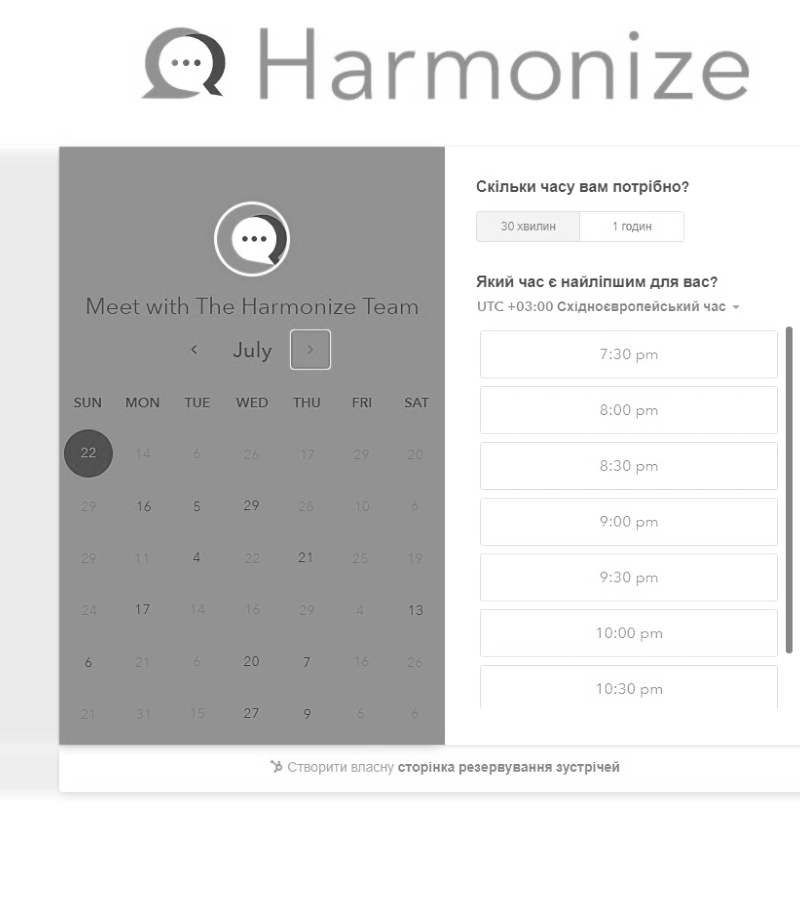 Harmonize
Meet with The Harmonize Team
July
SUN MON TUE WED THU FRI SAT
22 14 6 26 17 29 20
29 16 5 29 28 10 6
29 11 4 22 21 25 19
24 17 14 16 29 4 13
6 21 6 20 7 16 26
21 31 15 27 9 6 6
Скільки часу вам потрібно?
30 хвилин 1 годин
Який час є найліпшим для вас?
UTC +03:00 Східноєвропейський час
7:30 pm
8:00 pm
8:30 pm
9:00 pm
9:30 pm
10:00 pm
10:30 pm
Створити власну сторінка резервування зустрічей